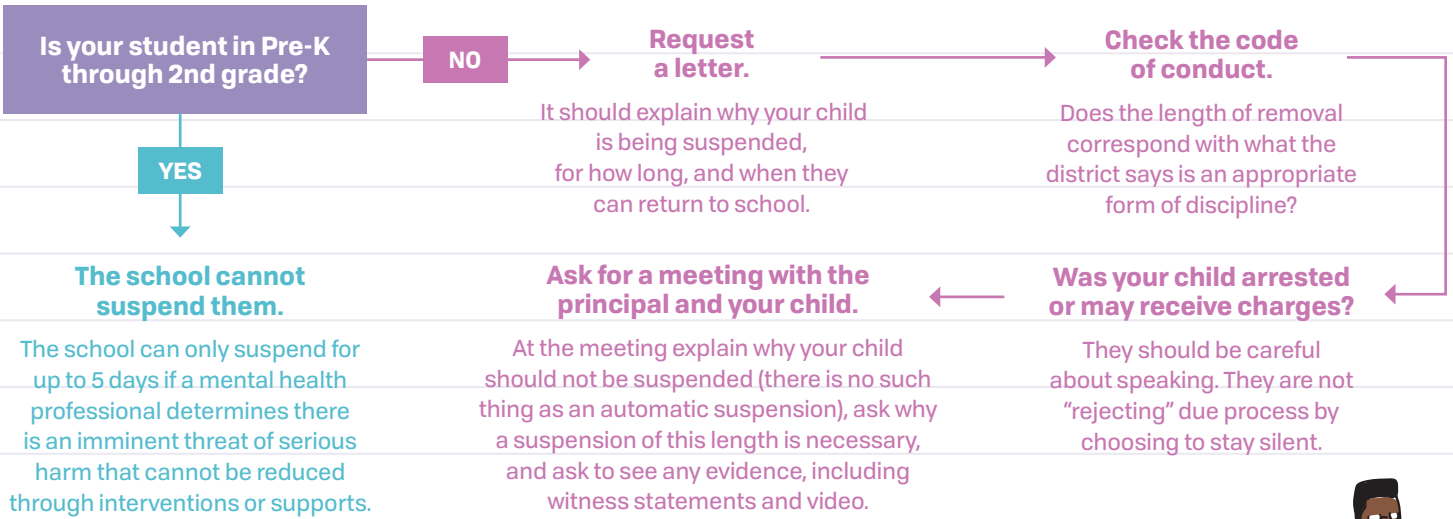 Is your student in Pre-K
through 2nd grade?
NO
Request
a letter.
It should explain why your child
is being suspended,
for how long, and when they
can return to school.
Check the code
of conduct.
Does the length of removal
correspond with what the
district says is an appropriate
form of discipline?
YES
The school cannot
suspend them.
The school can only suspend for
up to 5 days if a mental health
professional determines there
is an imminent threat of serious
harm that cannot be reduced
through interventions or supports.
Was your child arrested
or may receive charges?
They should be careful
about speaking. They are not
“rejecting” due process by
choosing to stay silent.
Ask for a meeting with the
principal and your child.
At the meeting explain why your child
should not be suspended (there is no such
thing as an automatic suspension), ask why
a suspension of this length is necessary,
and ask to see any evidence, including
witness statements and video.